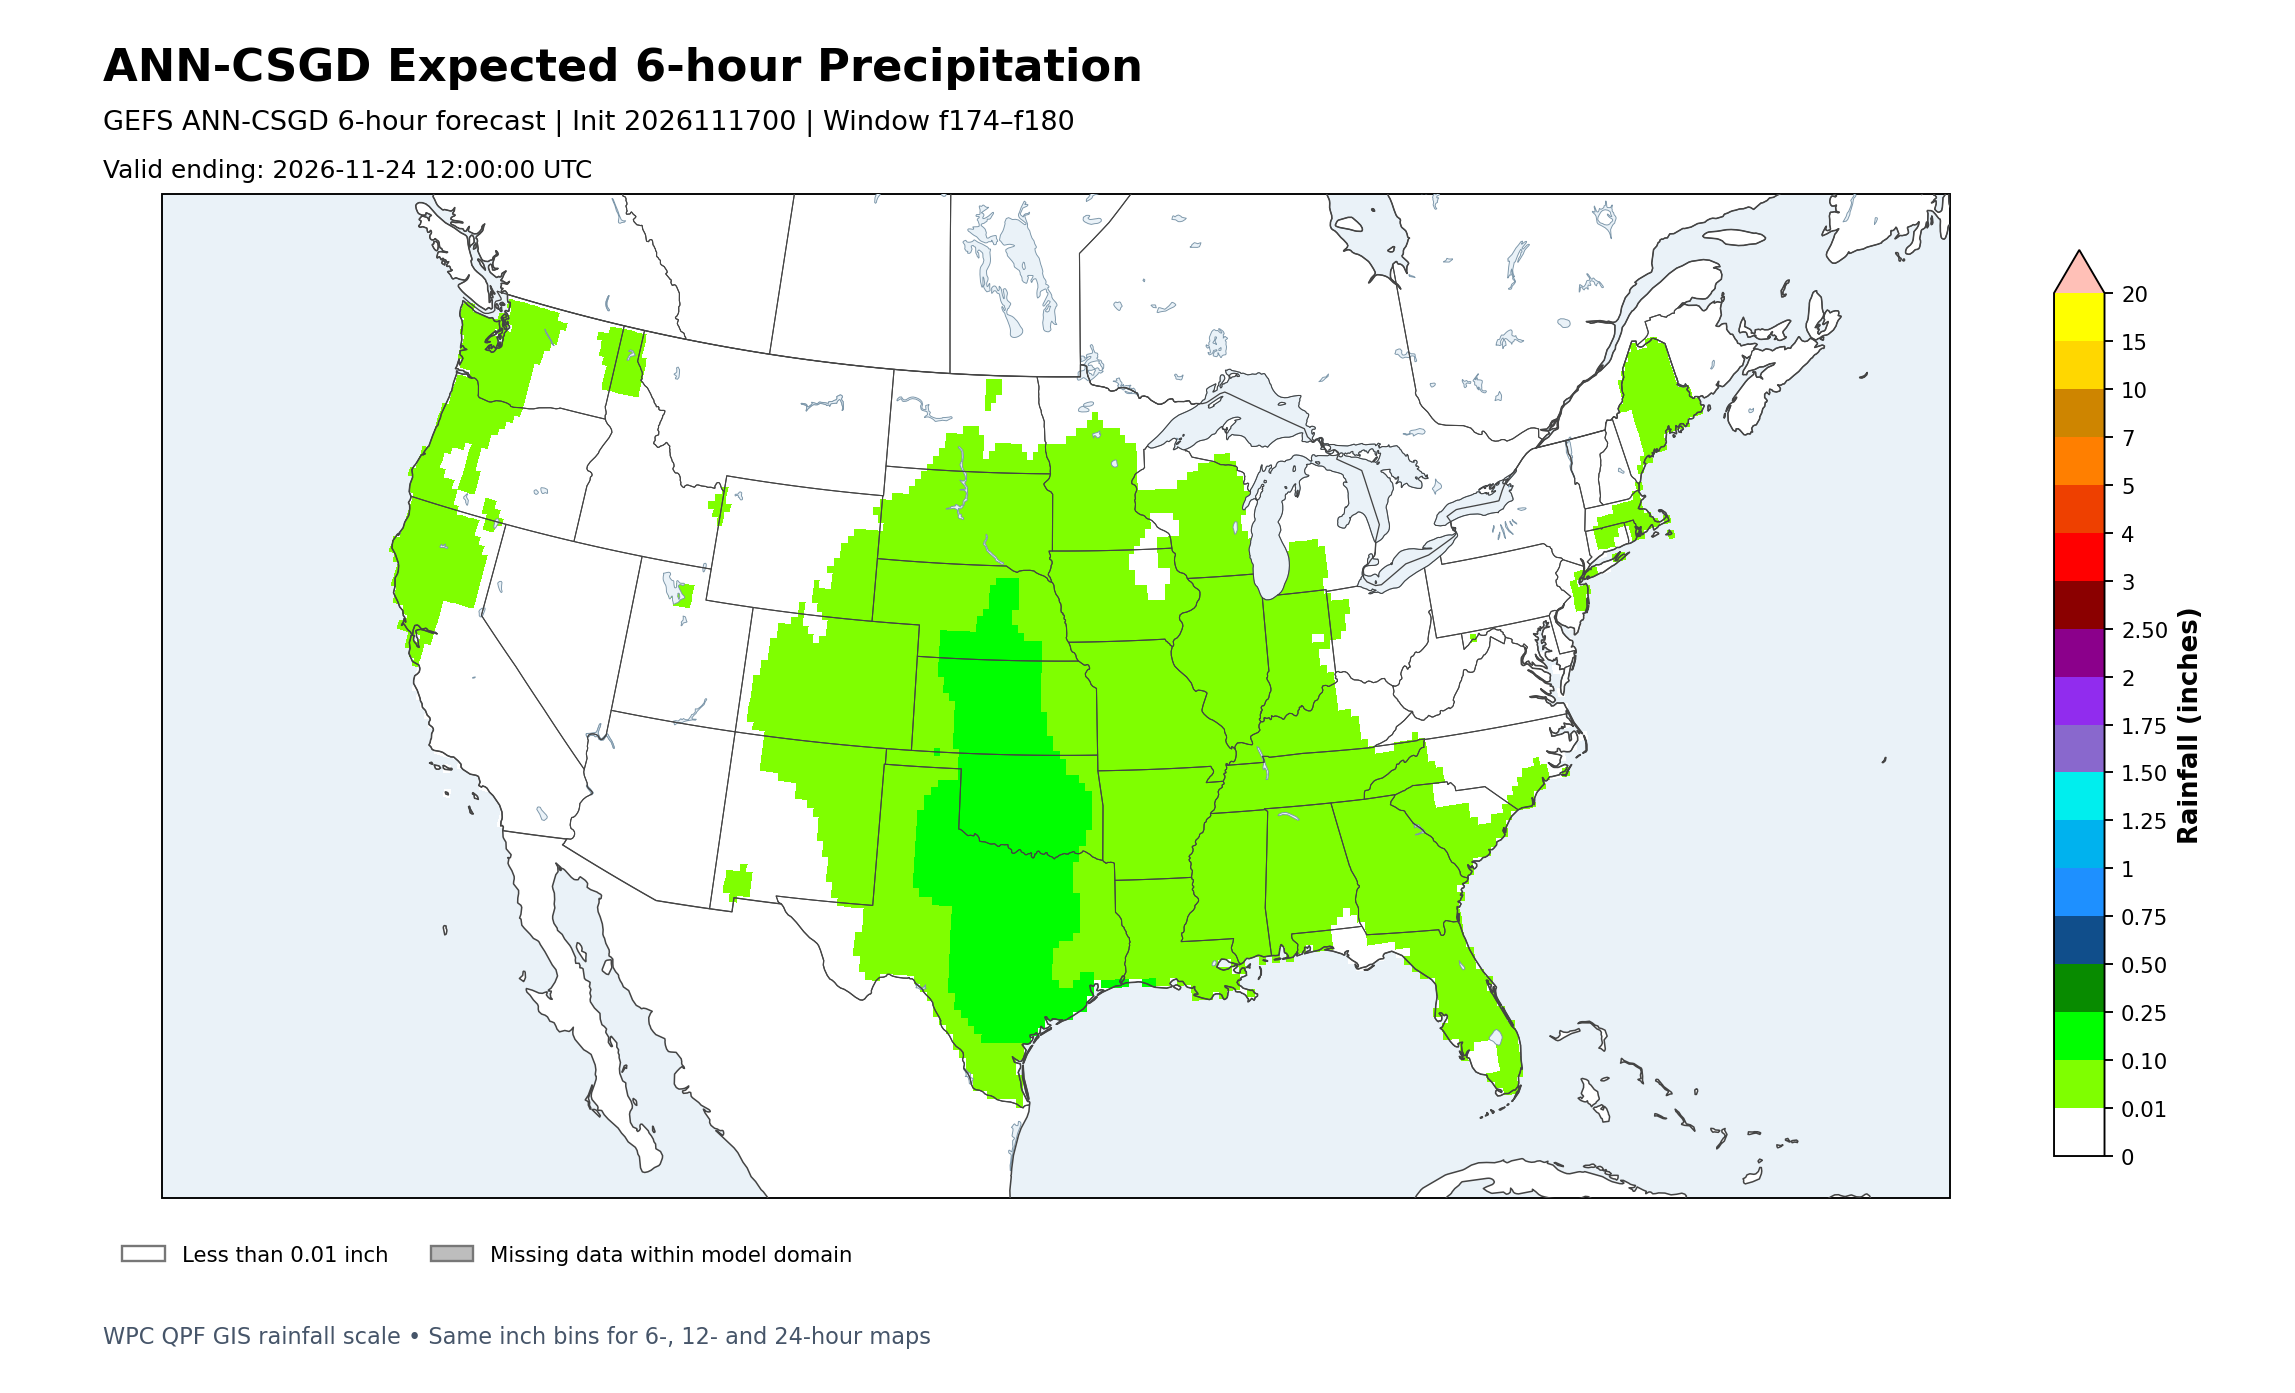 ANN-CSGD Expected 6-hour Precipitation
GEFS ANN-CSGD 6-hour forecast | Init 2026111700 | Window f174–f180
Valid ending: 2026-11-24 12:00:00 UTC
20
15
10
7
5
4
3
2.50
2
1.75
1.50
1.25
1
0.75
0.50
0.25
0.10
0.01
0
Rainfall (inches)
Less than 0.01 inch
Missing data within model domain
WPC QPF GIS rainfall scale • Same inch bins for 6-, 12- and 24-hour maps